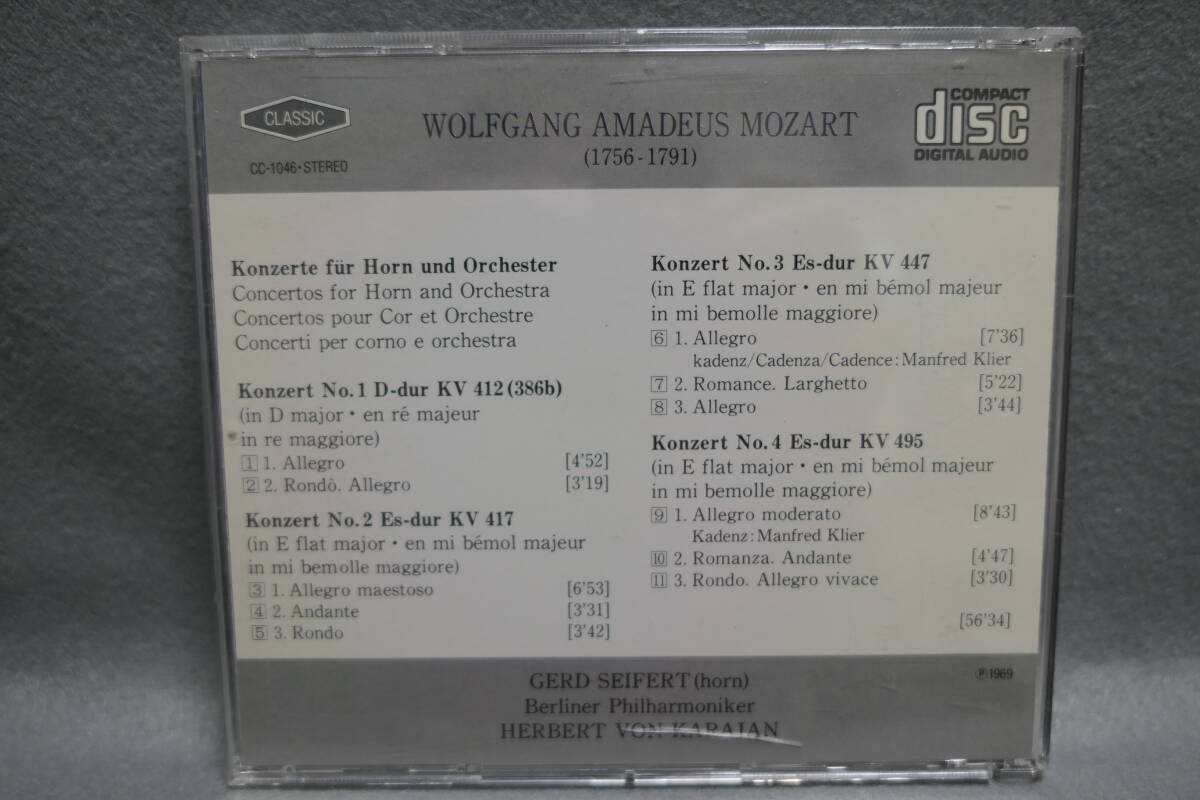 CLASSIC
CC-1046・STEREO
WOLFGANG AMADEUS MOZART
(1756-1791)
COMPACT
disc
DIGITAL AUDIO
Konzerte für Horn und Orchester
Concertos for Horn and Orchestra
Concertos pour Cor et Orchestre
Concerti per corno e orchestra
Konzert No.1 D-dur KV 412(386b)
(in D major・en ré majeur
in re maggiore)
1 1. Allegro [4'52]
2 2. Rondò. Allegro [3'19]
Konzert No.2 Es-dur KV 417
(in E flat major・en mi bémol majeur
in mi bemolle maggiore)
3 1. Allegro maestoso [6'53]
4 2. Andante [3'31]
5 3. Rondo [3'42]
Konzert No.3 Es-dur KV 447
(in E flat major・en mi bémol majeur
in mi bemolle maggiore)
6 1. Allegro [7'36]
kadenz/Cadenza/Cadence:Manfred Klier
7 2. Romance. Larghetto [5'22]
8 3. Allegro [3'44]
Konzert No.4 Es-dur KV 495
(in E flat major・en mi bémol majeur
in mi bemolle maggiore)
9 1. Allegro moderato [8'43]
Kadenz:Manfred Klier
10 2. Romanza. Andante [4'47]
11 3. Rondo. Allegro vivace [3'30]
[56'34]
GERD SEIFERT(horn)
Berliner Philharmoniker
HERBERT VON KARAJAN
℗1969